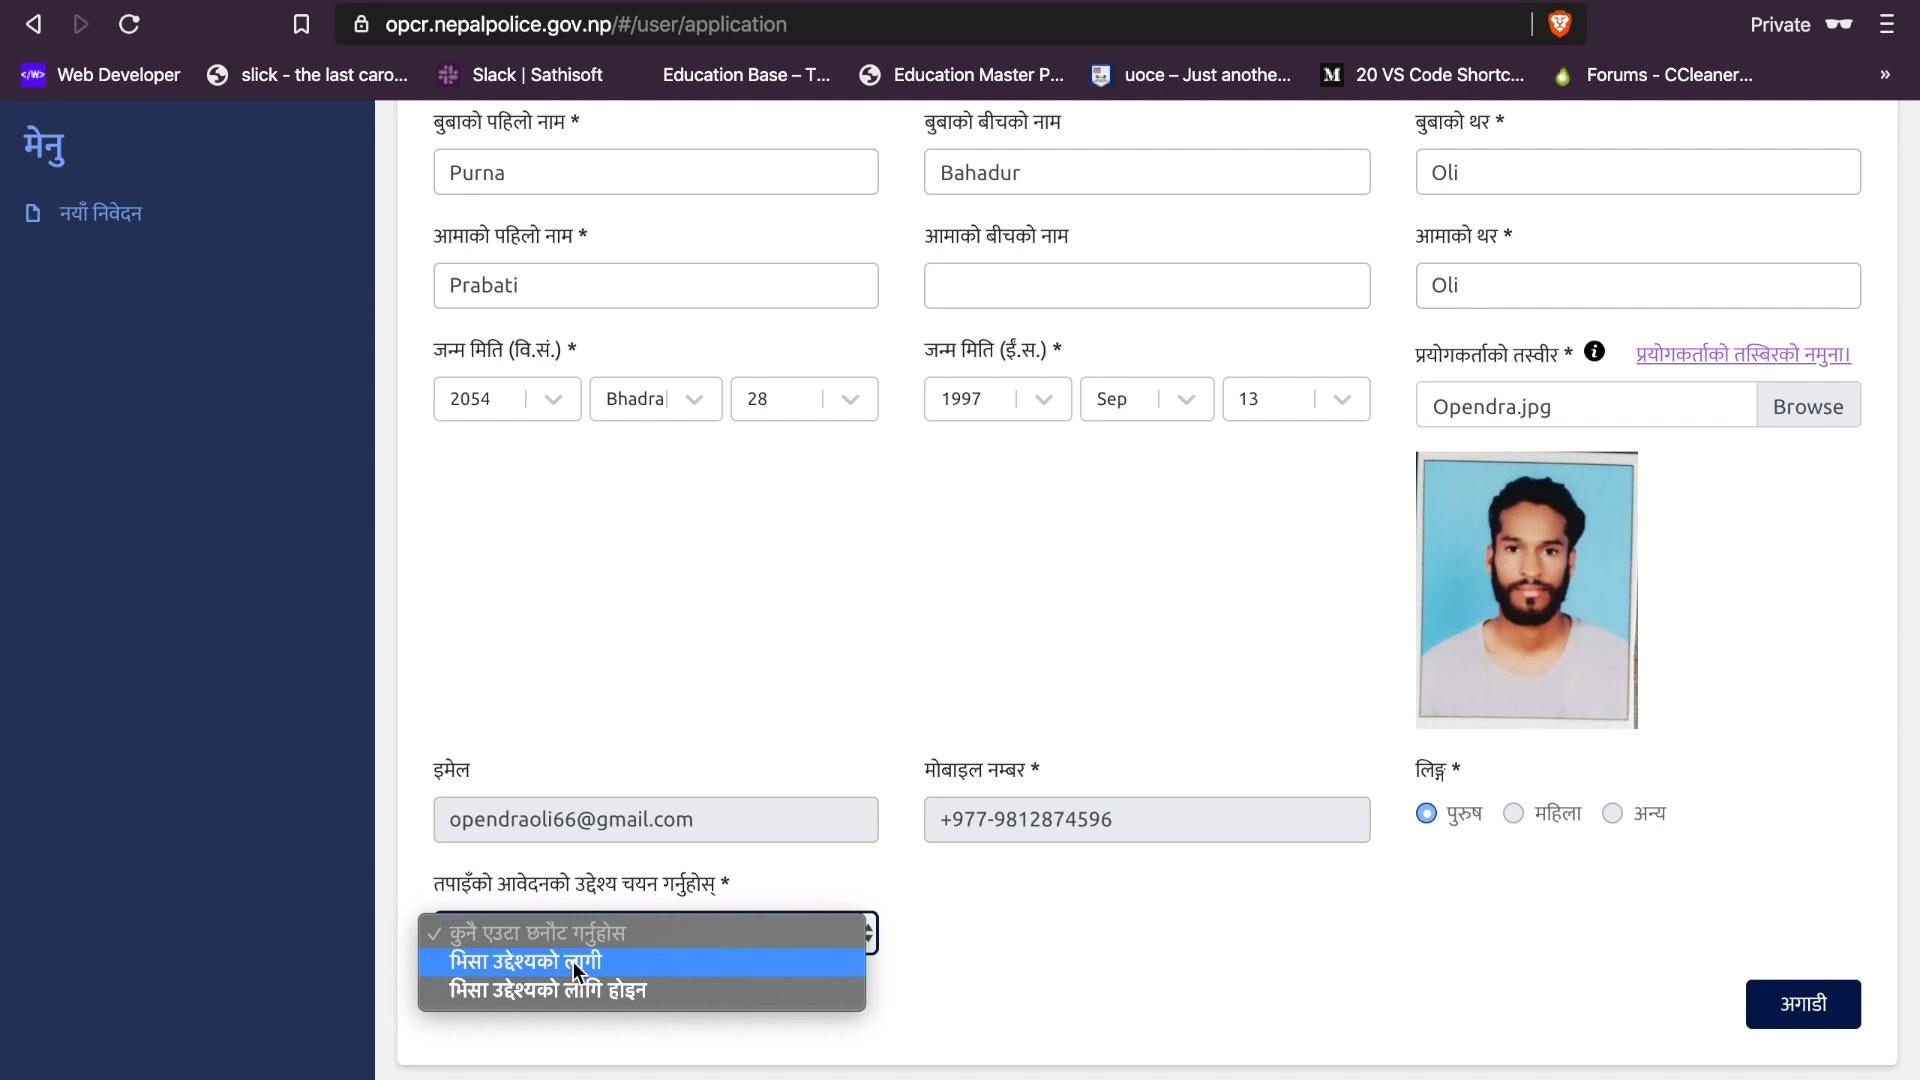 opcr.nepalpolice.gov.np/#/user/application
Private
</W> Web Developer
slick - the last caro...
Slack | Sathisoft
Education Base – T...
Education Master P...
uoce – Just anothe...
M 20 VS Code Shortc...
Forums - CCleaner...
»
मेनु
नयाँ निवेदन
बुबाको पहिलो नाम *
बुबाको बीचको नाम
बुबाको थर *
Purna
Bahadur
Oli
आमाको पहिलो नाम *
आमाको बीचको नाम
आमाको थर *
Prabati
Oli
जन्म मिति (वि.सं.) *
जन्म मिति (ई.स.) *
प्रयोगकर्ताको तस्वीर *
प्रयोगकर्ताको तस्बिरको नमुना।
2054
Bhadra
28
1997
Sep
13
Opendra.jpg
Browse
इमेल
मोबाइल नम्बर *
लिङ्ग *
opendraoli66@gmail.com
+977-9812874596
पुरुष
महिला
अन्य
तपाइँको आवेदनको उद्देश्य चयन गर्नुहोस् *
✓ कुनै एउटा छनौट गर्नुहोस
भिसा उद्देश्यको लागी
भिसा उद्देश्यको लागि होइन
अगाडी